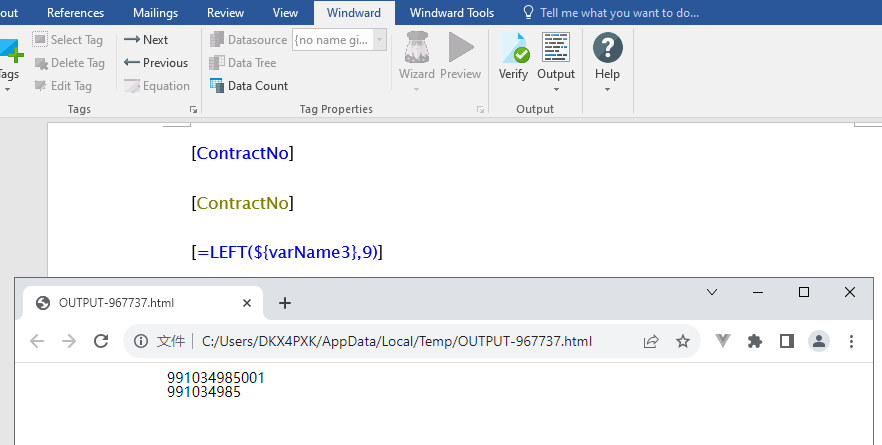 out References Mailings Review View Windward Windward Tools Tell me what you want to do...
Tags
Select Tag
Delete Tag
Edit Tag
Next
Previous
Equation
Tags
Datasource [no name gi...
Data Tree
Data Count
Wizard
Preview
Tag Properties
Verify
Output
Output
Help
[ContractNo]
[ContractNo]
[=LEFT(${varName3},9)]
OUTPUT-967737.html
文件 C:/Users/DKX4PXK/AppData/Local/Temp/OUTPUT-967737.html
991034985001
991034985